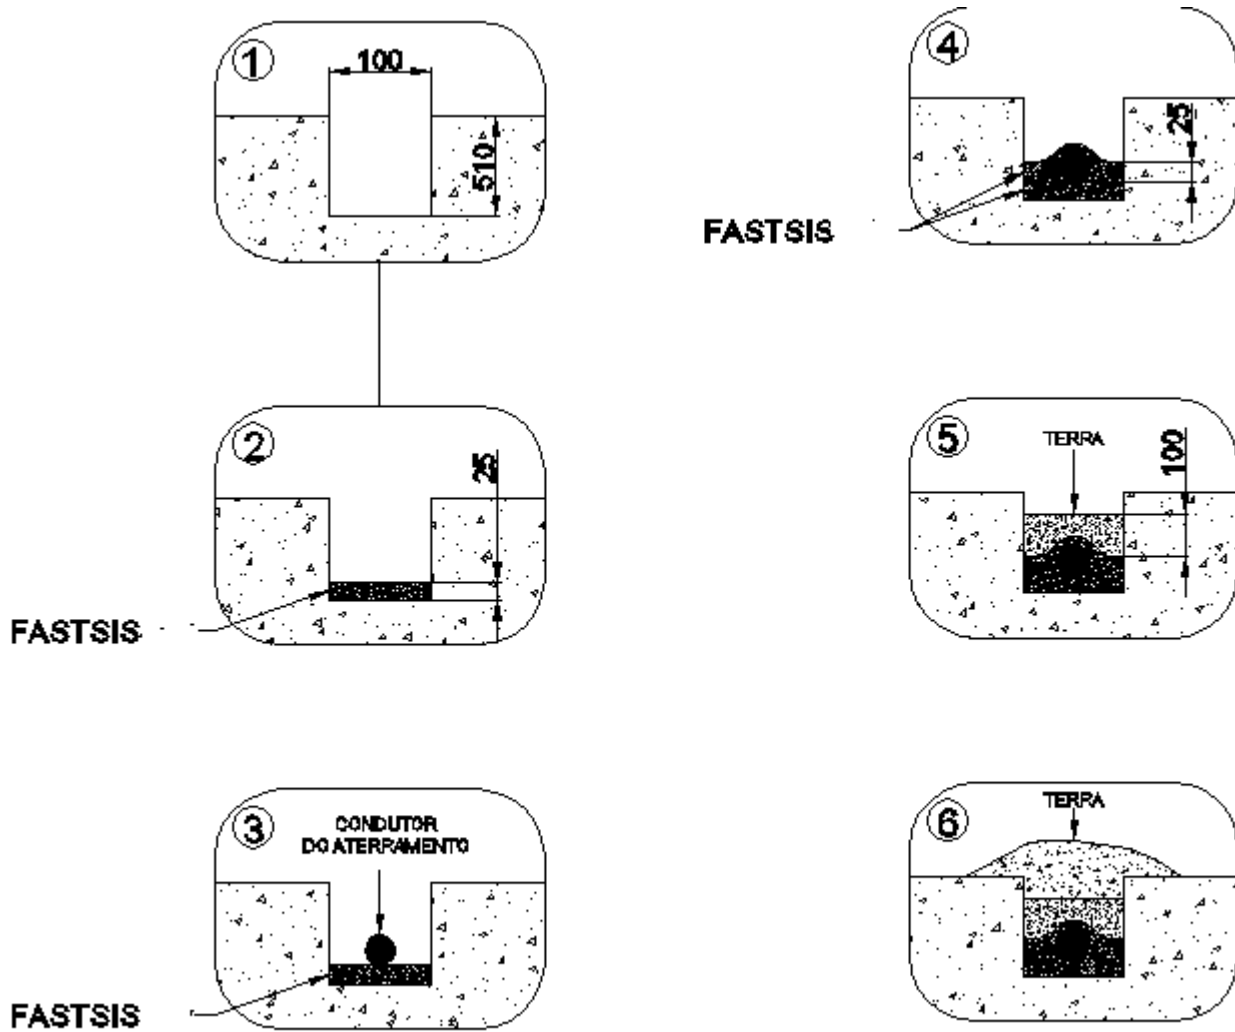 1
100
510
2
25
FASTSIS
3
CONDUTOR
DO ATERRAMENTO
FASTSIS
4
25
FASTSIS
5
TERRA
100
6
TERRA